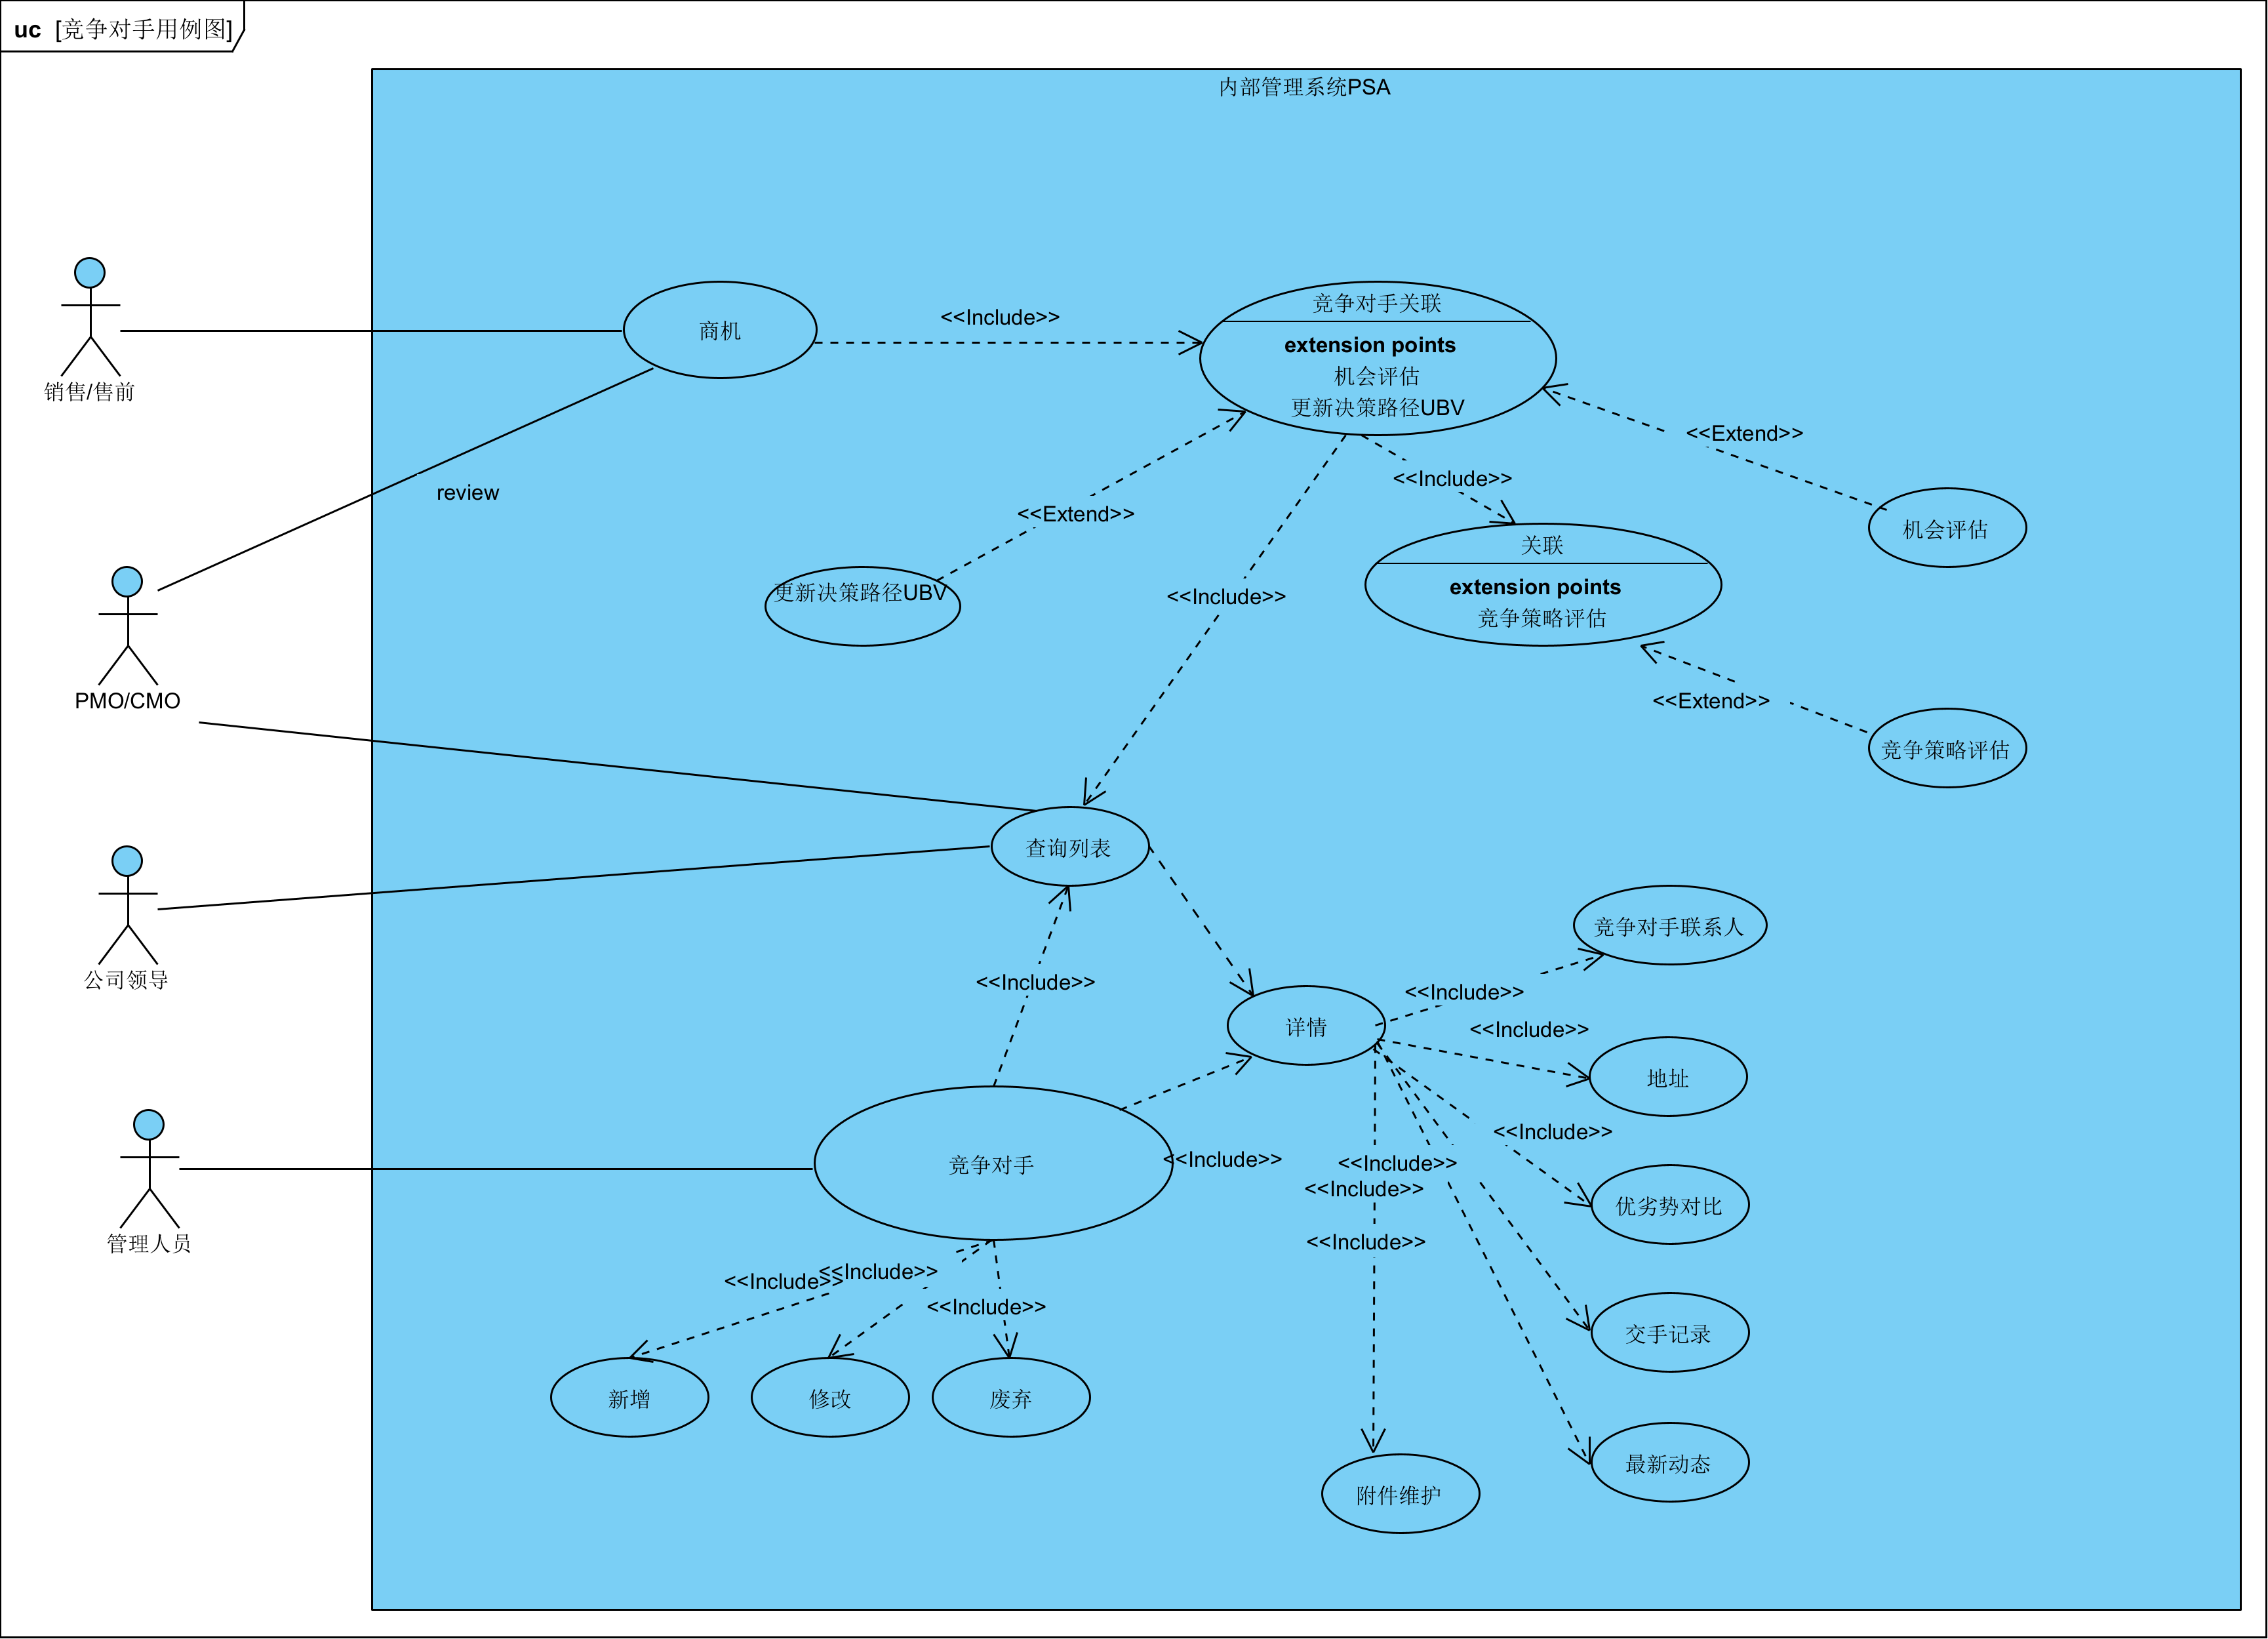 uc [竞争对手用例图]
内部管理系统PSA
销售/售前
商机
<<Include>>
竞争对手关联
extension points
机会评估
更新决策路径UBV
<<Extend>>
<<Include>>
review
<<Extend>>
机会评估
关联
extension points
竞争策略评估
更新决策路径UBV
<<Include>>
PMO/CMO
<<Extend>>
竞争策略评估
查询列表
竞争对手联系人
公司领导
<<Include>>
<<Include>>
详情
<<Include>>
地址
<<Include>>
竞争对手
<<Include>>
<<Include>>
<<Include>>
优劣势对比
管理人员
<<Include>>
<<Include>>
<<Include>>
<<Include>>
交手记录
新增
修改
废弃
最新动态
附件维护